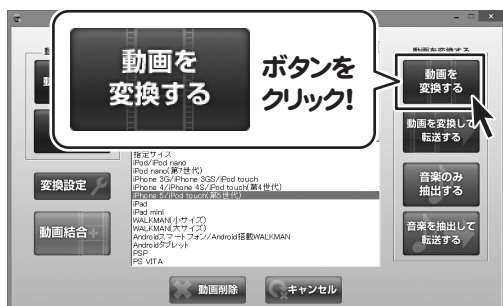 動画を
変換する
ボタンを
クリック!
動画を変換する
動画を
変換する
動画を変換して
転送する
音楽のみ
抽出する
音楽を抽出して
転送する
変換設定
動画結合
指定サイズ
iPod/iPod nano
iPod nano(第7世代)
iPhone 3G/iPhone 3GS/iPod touch
iPhone 4/iPhone 4S/iPod touch(第4世代)
iPhone 5/iPod touch(第5世代)
iPad
iPad mini
WALKMAN(小サイズ)
WALKMAN(大サイズ)
Androidスマートフォン/Android搭載WALKMAN
Androidタブレット
PSP
PS VITA
動画削除
キャンセル